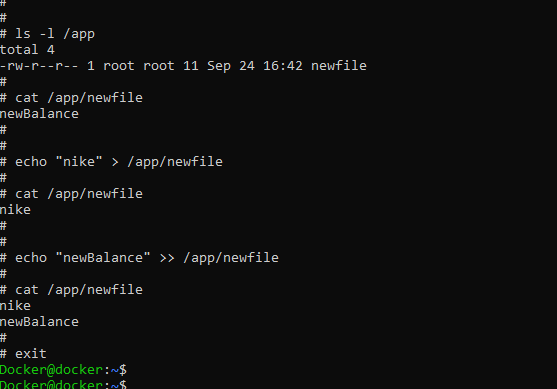 #
#
# ls -l /app
total 4
-rw-r--r-- 1 root root 11 Sep 24 16:42 newfile
#
# cat /app/newfile
newBalance
#
#
# echo "nike" > /app/newfile
#
# cat /app/newfile
nike
#
#
# echo "newBalance" >> /app/newfile
#
# cat /app/newfile
nike
newBalance
#
# exit
Docker@docker:~$
Docker@docker:~$